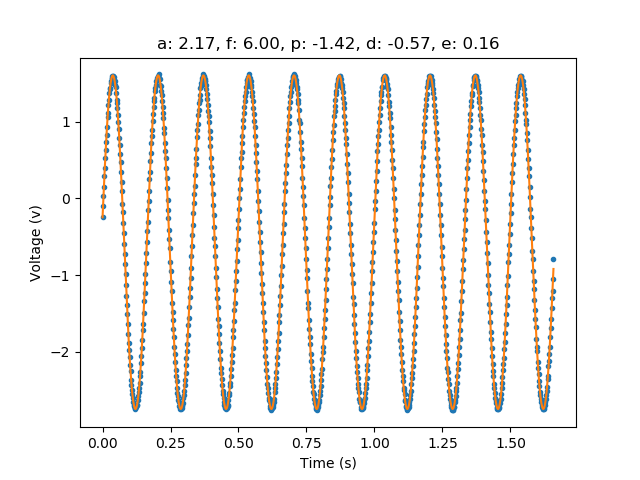 a: 2.17, f: 6.00, p: -1.42, d: -0.57, e: 0.16
1
0
−1
−2
Voltage (v)
0.00 0.25 0.50 0.75 1.00 1.25 1.50
Time (s)